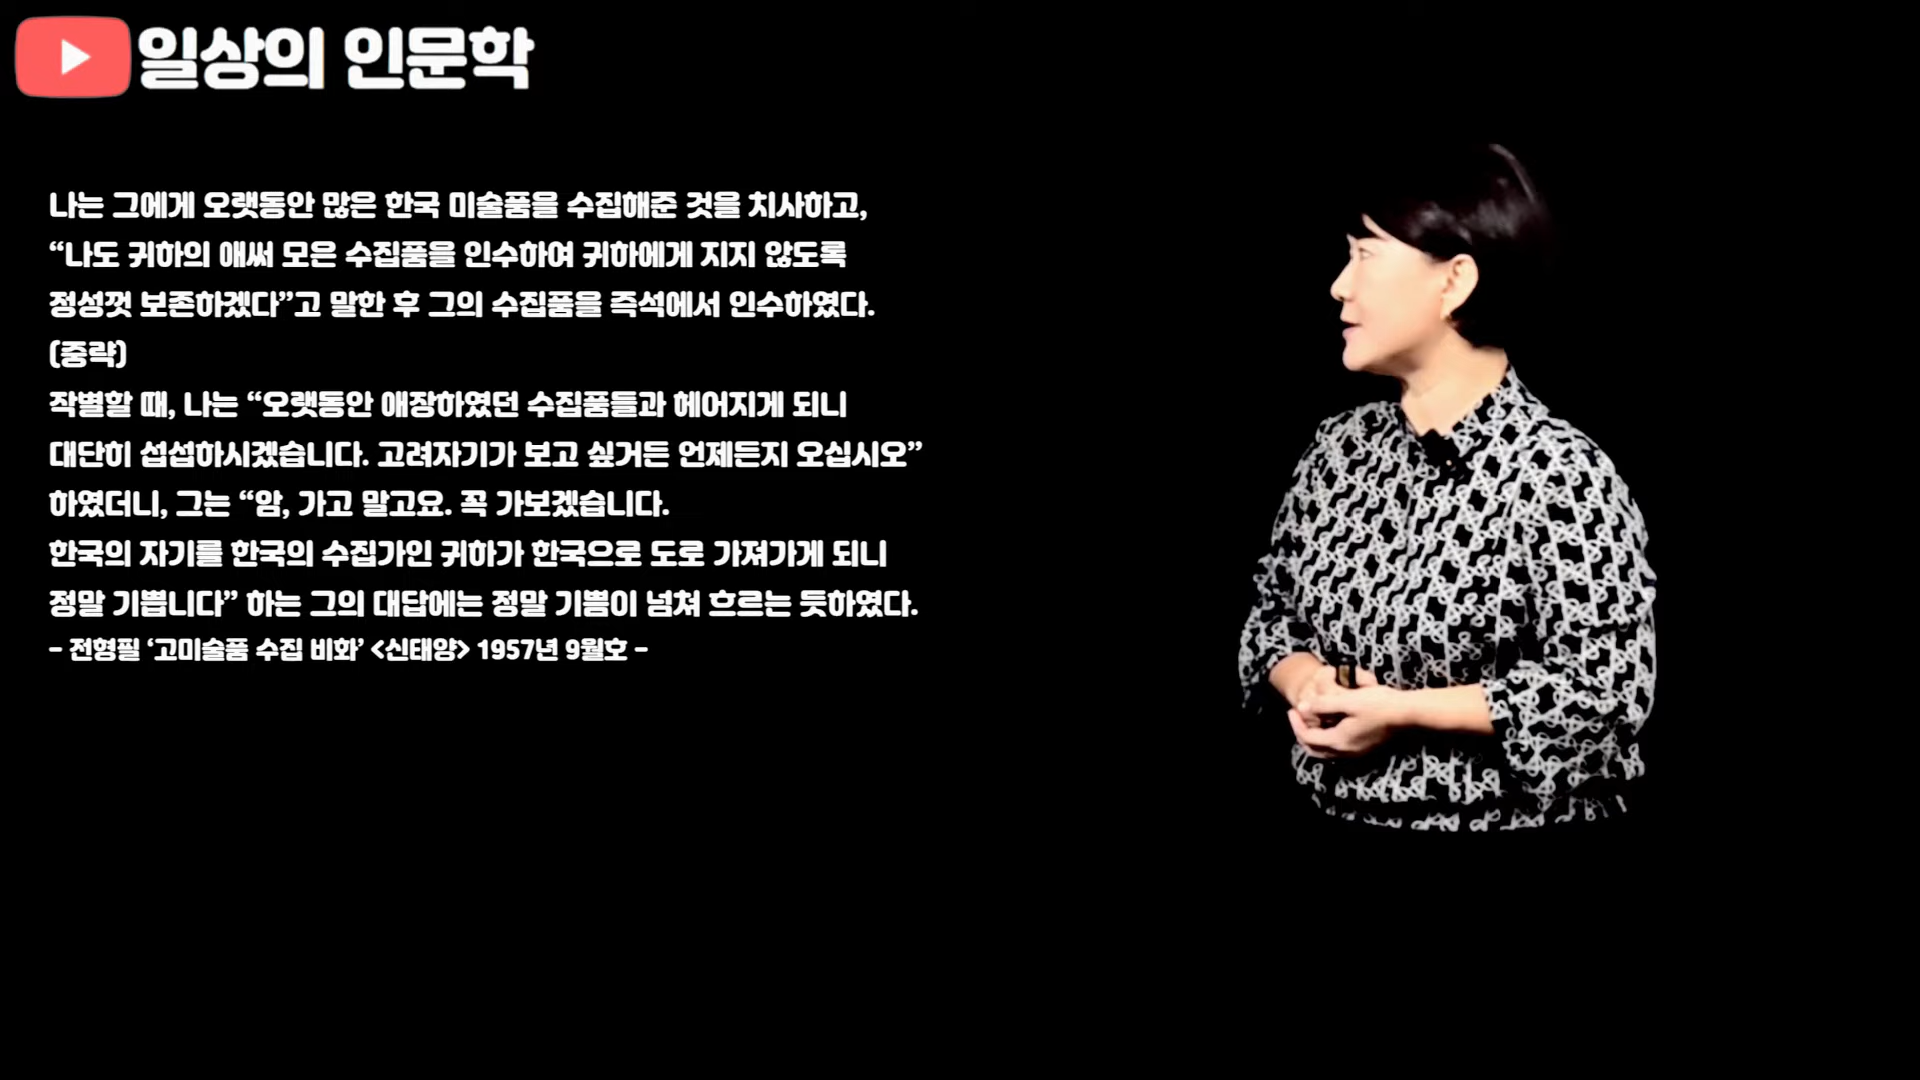 일상의 인문학
나는 그에게 오랫동안 많은 한국 미술품을 수집해준 것을 치사하고,
“나도 귀하의 애써 모은 수집품을 인수하여 귀하에게 지지 않도록
정성껏 보존하겠다”고 말한 후 그의 수집품을 즉석에서 인수하였다.
(중략)
작별할 때, 나는 “오랫동안 애장하였던 수집품들과 헤어지게 되니
대단히 섭섭하시겠습니다. 고려자기가 보고 싶거든 언제든지 오십시오”
하였더니, 그는 “암, 가고 말고요. 꼭 가보겠습니다.
한국의 자기를 한국의 수집가인 귀하가 한국으로 도로 가져가게 되니
정말 기쁩니다” 하는 그의 대답에는 정말 기쁨이 넘쳐 흐르는 듯하였다.
- 전형필 ‘고미술품 수집 비화’ <신태양> 1957년 9월호 -